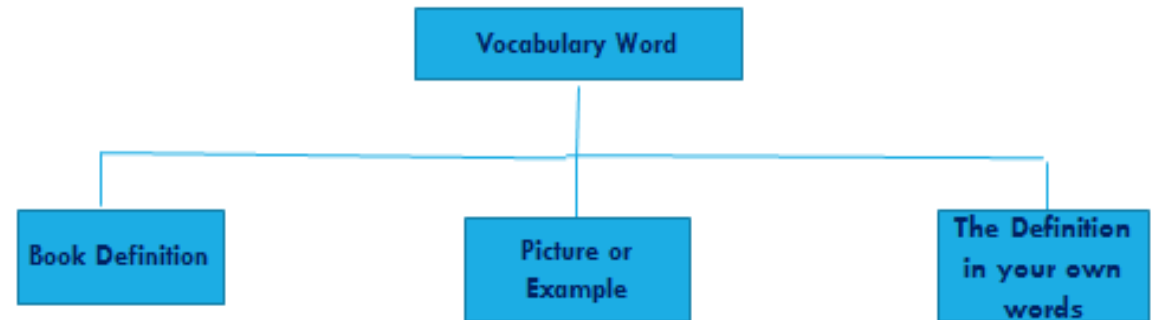 Vocabulary Word
Book Definition
Picture or
Example
The Definition
in your own
words